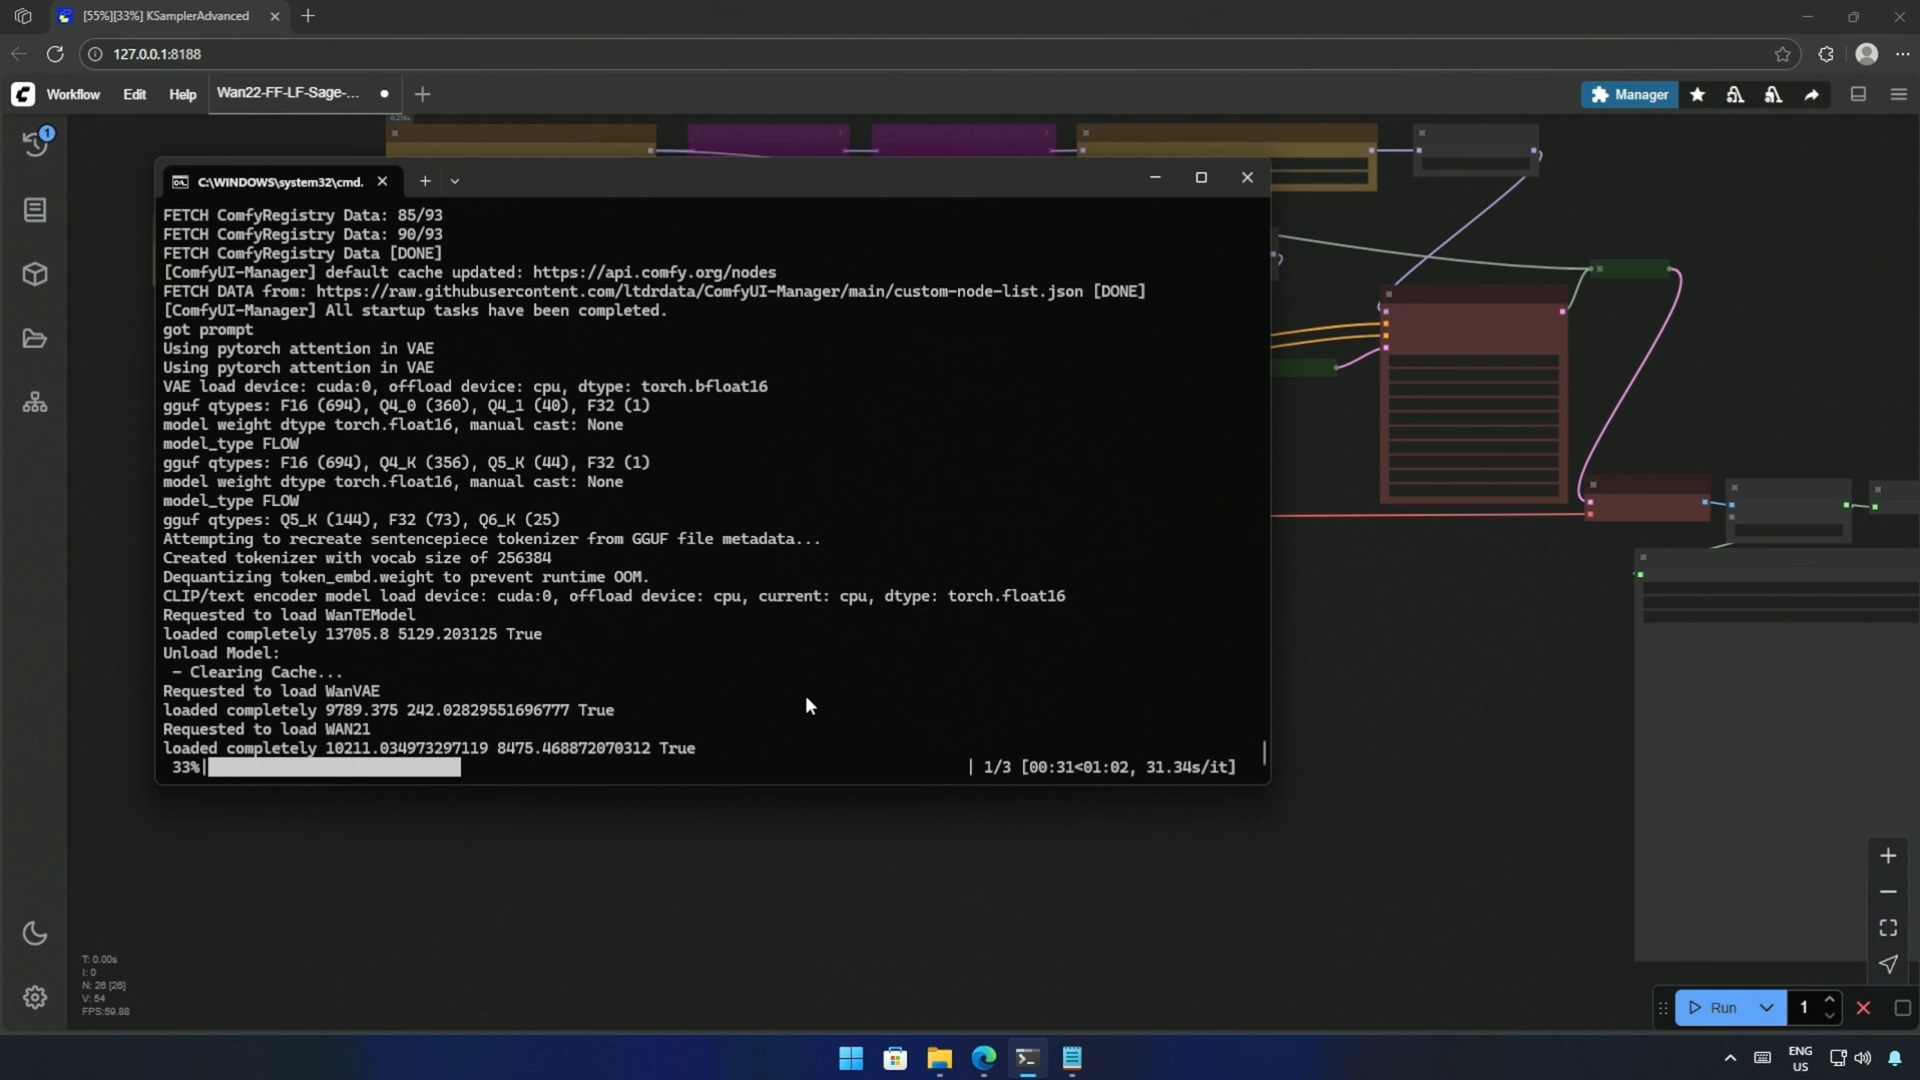 [55%][33%] KSamplerAdvanced
127.0.0.1:8188
Workflow Edit Help Wan22-FF-LF-Sage-...
Manager
C:\WINDOWS\system32\cmd.
FETCH ComfyRegistry Data: 85/93
FETCH ComfyRegistry Data: 90/93
FETCH ComfyRegistry Data [DONE]
[ComfyUI-Manager] default cache updated: https://api.comfy.org/nodes
FETCH DATA from: https://raw.githubusercontent.com/ltdrdata/ComfyUI-Manager/main/custom-node-list.json [DONE]
[ComfyUI-Manager] All startup tasks have been completed.
got prompt
Using pytorch attention in VAE
Using pytorch attention in VAE
VAE load device: cuda:0, offload device: cpu, dtype: torch.bfloat16
gguf qtypes: F16 (694), Q4_0 (360), Q4_1 (40), F32 (1)
model weight dtype torch.float16, manual cast: None
model_type FLOW
gguf qtypes: F16 (694), Q4_K (356), Q5_K (44), F32 (1)
model weight dtype torch.float16, manual cast: None
model_type FLOW
gguf qtypes: Q5_K (144), F32 (73), Q6_K (25)
Attempting to recreate sentencepiece tokenizer from GGUF file metadata...
Created tokenizer with vocab size of 256384
Dequantizing token_embd.weight to prevent runtime OOM.
CLIP/text encoder model load device: cuda:0, offload device: cpu, current: cpu, dtype: torch.float16
Requested to load WanTEModel
loaded completely 13705.8 5129.203125 True
Unload Model:
- Clearing Cache...
Requested to load WanVAE
loaded completely 9789.375 242.02829551696777 True
Requested to load WAN21
loaded completely 10211.034973297119 8475.468872070312 True
33%| | 1/3 [00:31<01:02, 31.34s/it]
1
T: 0.00s
I: 0
N: 26 [26]
V: 54
FPS:59.88
Run 1
ENG
US